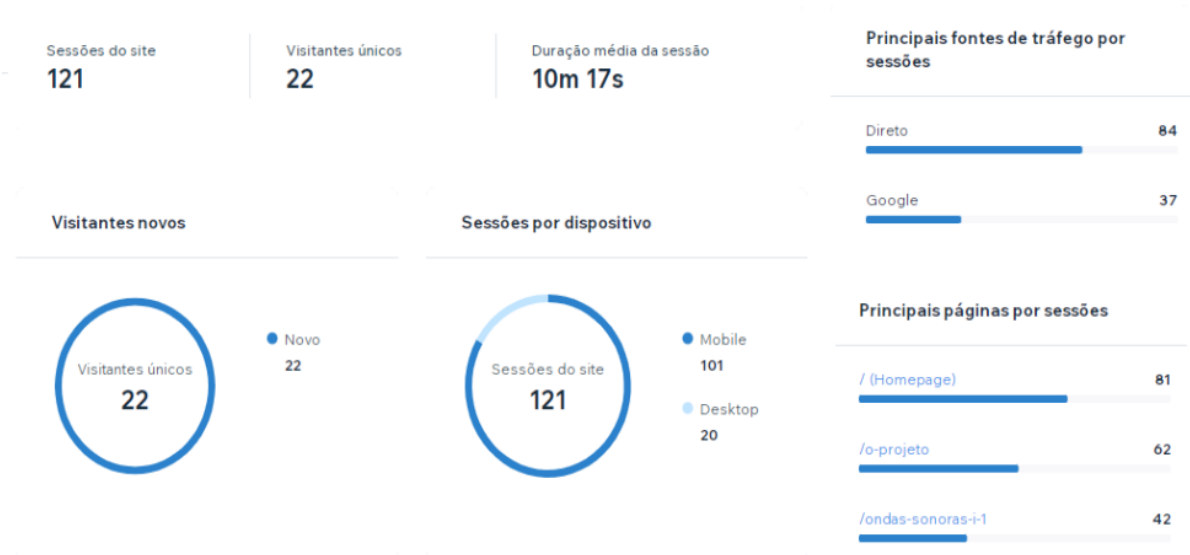 Sessões do site
121
Visitantes únicos
22
Duração média da sessão
10m 17s
Visitantes novos
Visitantes únicos
22
Novo
22
Sessões por dispositivo
Sessões do site
121
Mobile
101
Desktop
20
Principais fontes de tráfego por
sessões
Direto 84
Google 37
Principais páginas por sessões
/ (Homepage) 81
/o-projeto 62
/ondas-sonoras-i-1 42